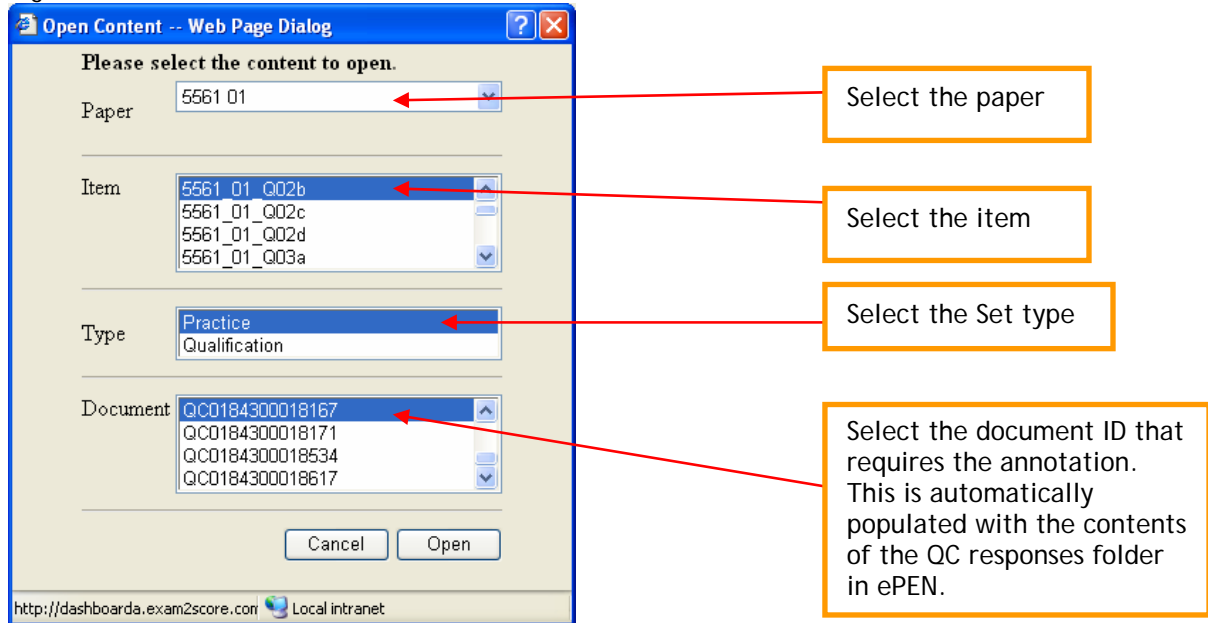 Open Content -- Web Page Dialog
Please select the content to open.
Paper
5561 01
Select the paper
Item
5561_01_Q02b
5561_01_Q02c
5561_01_Q02d
5561_01_Q03a
Select the item
Type
Practice
Qualification
Select the Set type
Document
QC0184300018167
QC0184300018171
QC0184300018534
QC0184300018617
Select the document ID that
requires the annotation.
This is automatically
populated with the contents
of the QC responses folder
in ePEN.
Cancel
Open
http://dashboarda.exam2score.con
Local intranet